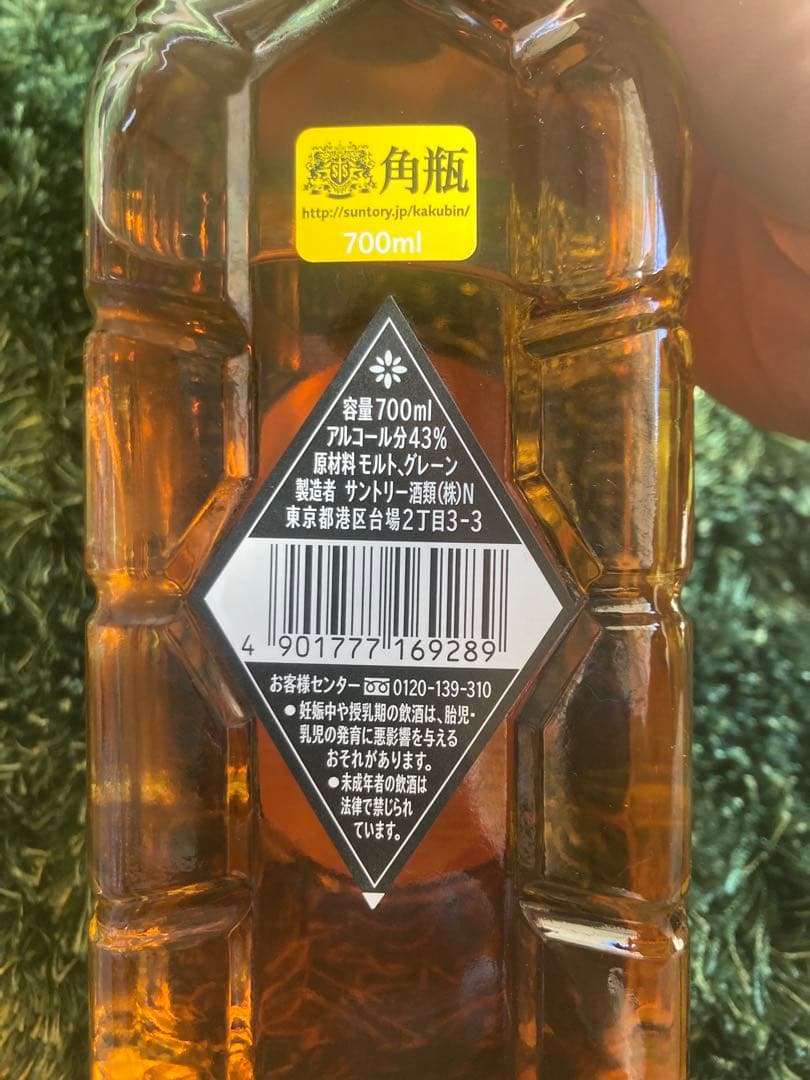 角瓶
http://suntory.jp/kakubin/
700ml
容量700ml
アルコール分43%
原材料 モルト、グレーン
製造者 サントリー酒類(株)N
東京都港区台場2丁目3-3
4 901777 169289
お客様センター 0120-139-310
●妊娠中や授乳期の飲酒は、胎児・
乳児の発育に悪影響を与える
おそれがあります。
●未成年者の飲酒は
法律で禁じられ
ています。